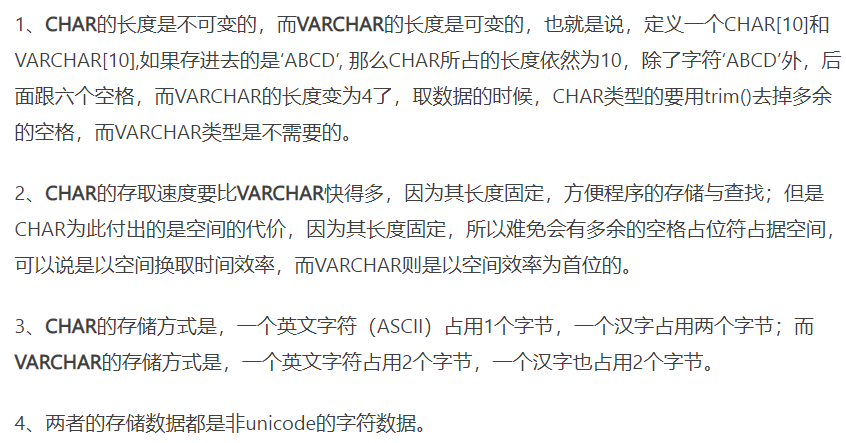 1、CHAR的长度是不可变的，而VARCHAR的长度是可变的，也就是说，定义一个CHAR[10]和
VARCHAR[10],如果存进去的是‘ABCD’, 那么CHAR所占的长度依然为10，除了字符‘ABCD’外，后
面跟六个空格，而VARCHAR的长度变为4了，取数据的时候，CHAR类型的要用trim()去掉多余
的空格，而VARCHAR类型是不需要的。
2、CHAR的存取速度要比VARCHAR快得多，因为其长度固定，方便程序的存储与查找；但是
CHAR为此付出的是空间的代价，因为其长度固定，所以难免会有多余的空格占位符占据空间，
可以说是以空间换取时间效率，而VARCHAR则是以空间效率为首位的。
3、CHAR的存储方式是，一个英文字符（ASCII）占用1个字节，一个汉字占用两个字节；而
VARCHAR的存储方式是，一个英文字符占用2个字节，一个汉字也占用2个字节。
4、两者的存储数据都是非unicode的字符数据。